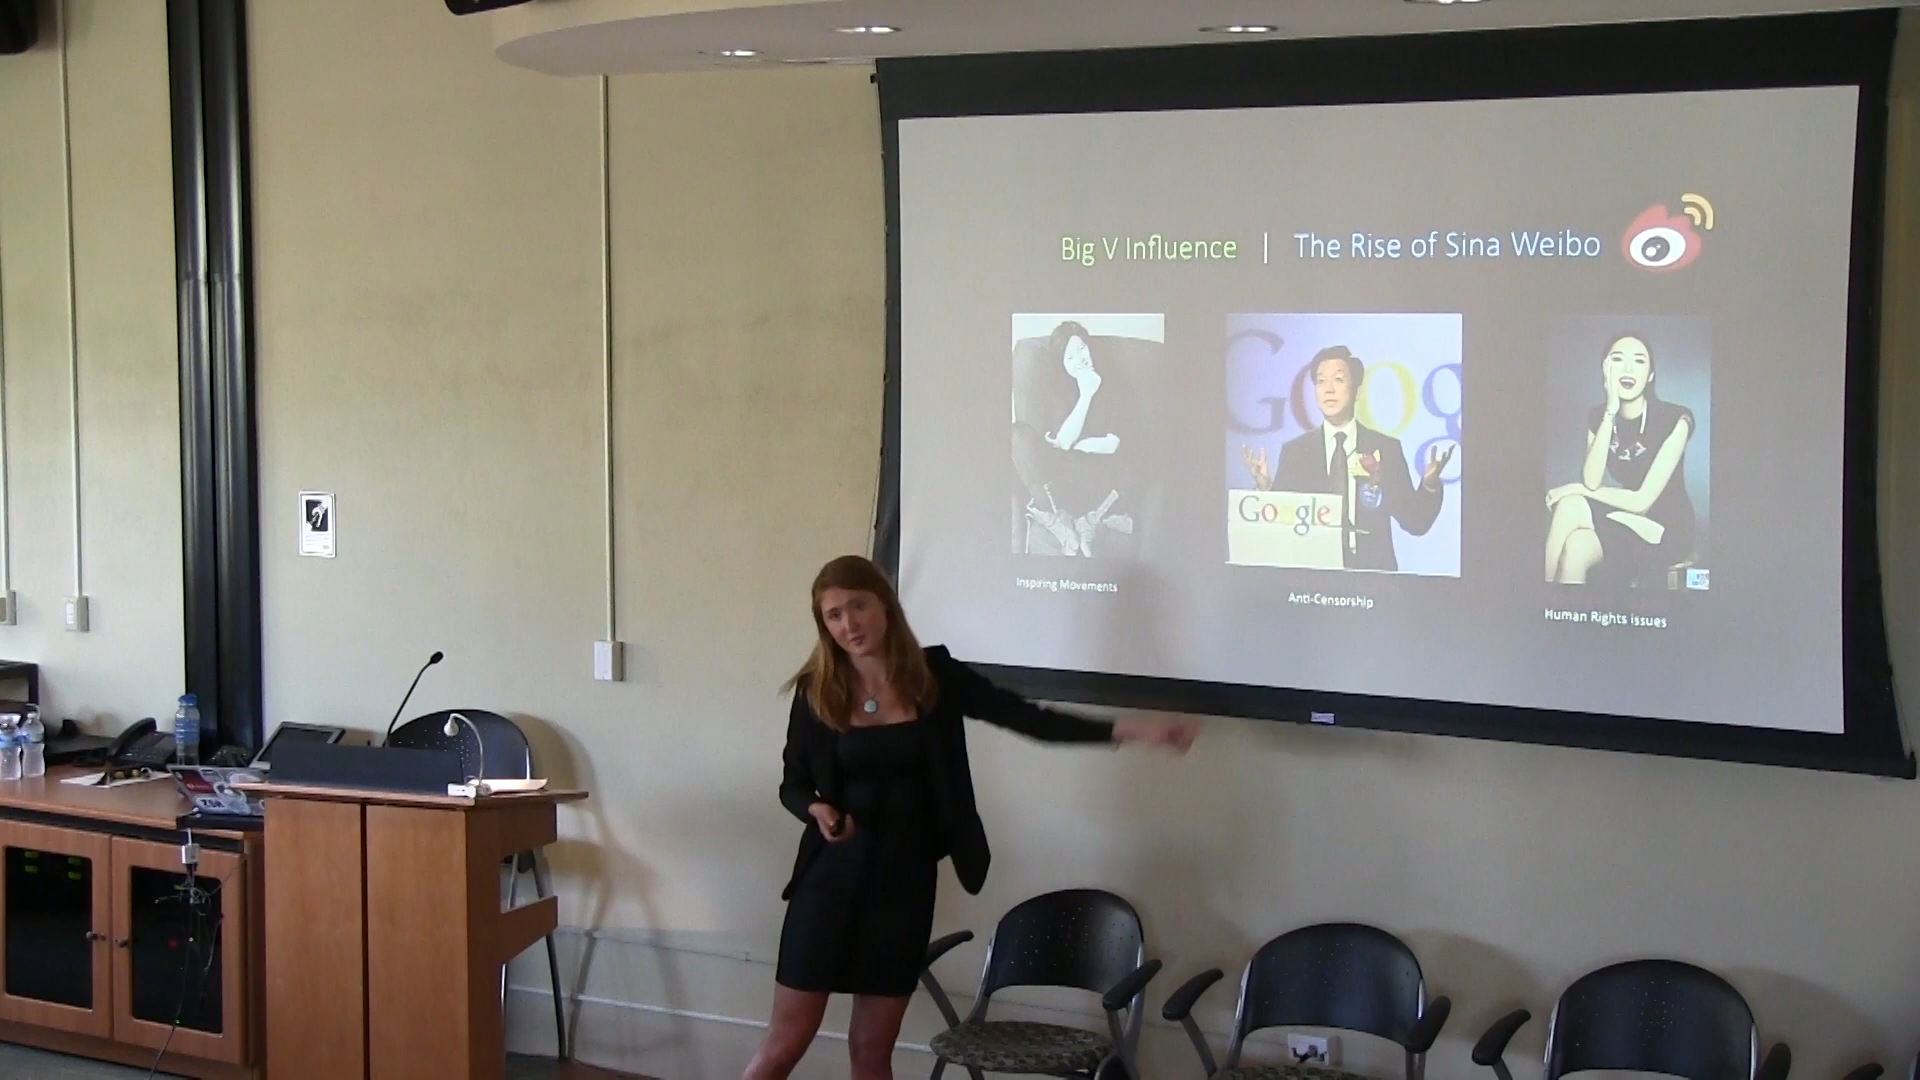 Big V Influence | The Rise of Sina Weibo
Google
Google
Inspiring Movements
Anti-Censorship
Human Rights issues